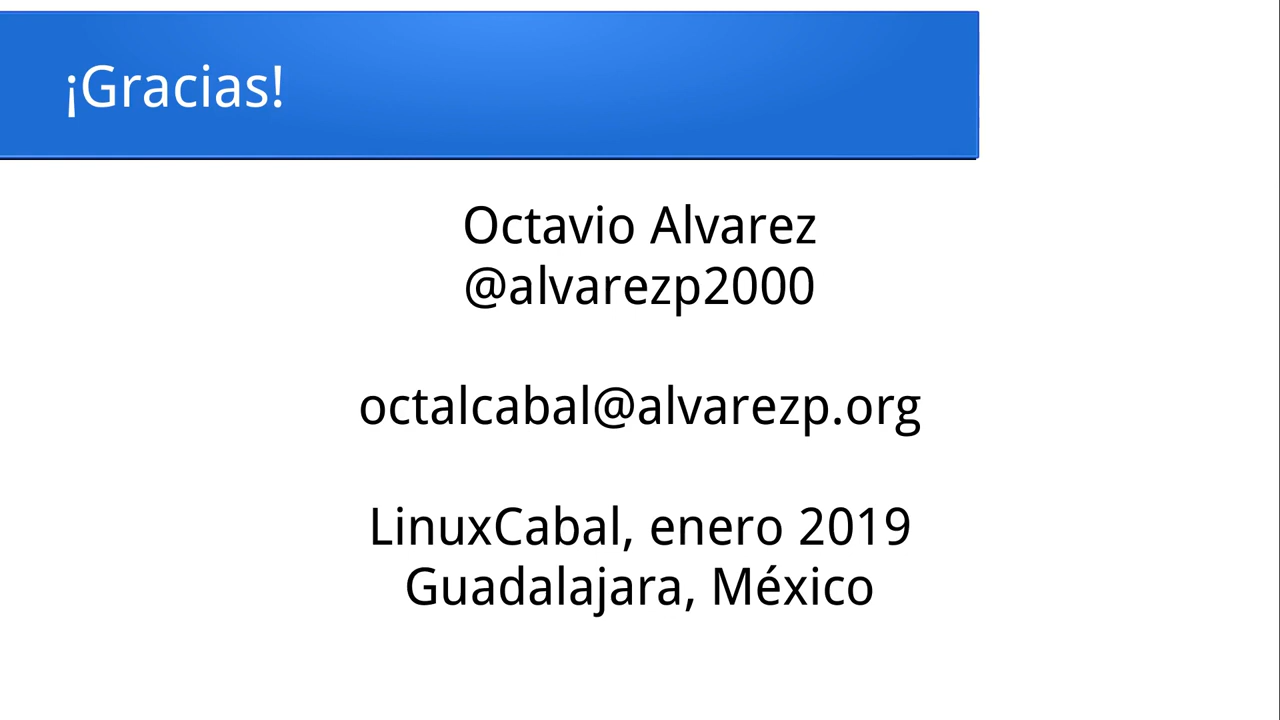 ¡Gracias!
Octavio Alvarez
@alvarezp2000
octalcabal@alvarezp.org
LinuxCabal, enero 2019
Guadalajara, México